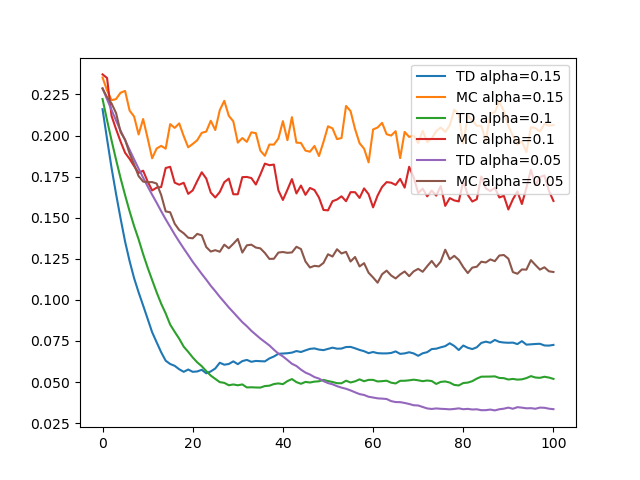 TD alpha=0.15
MC alpha=0.15
TD alpha=0.1
MC alpha=0.1
TD alpha=0.05
MC alpha=0.05
0.225
0.200
0.175
0.150
0.125
0.100
0.075
0.050
0.025
0
20
40
60
80
100